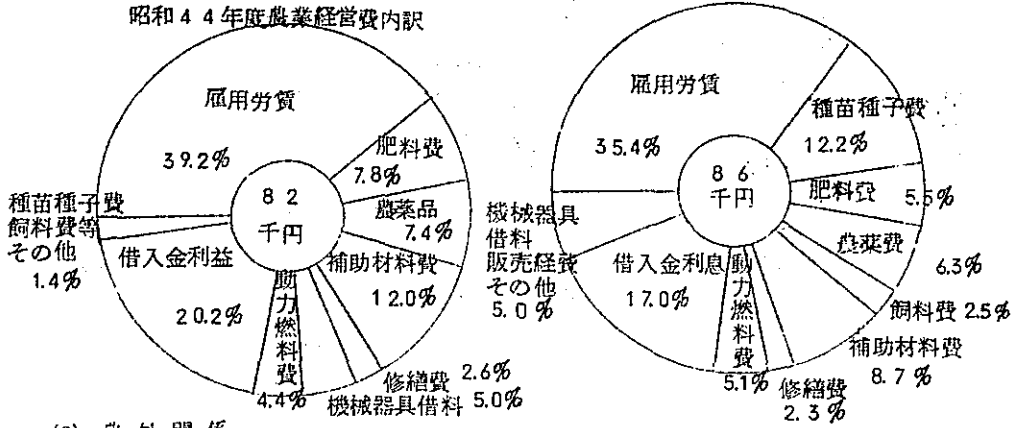 昭和44年度農業経営費内訳
雇用労賃
39.2%
肥料費
7.8%
農薬品
7.4%
補助材料費
12.0%
修繕費 2.6%
機械器具借料 5.0%
動力燃料費
4.4%
借入金利益
20.2%
種苗種子費
飼料費等
その他
1.4%
82
千円
雇用労賃
35.4%
種苗種子費
12.2%
肥料費
5.5%
農薬費
6.3%
飼料費 2.5%
補助材料費
8.7%
修繕費
2.3%
動力燃料費
5.1%
借入金利息
17.0%
機械器具
借料
販売経費
その他
5.0%
86
千円